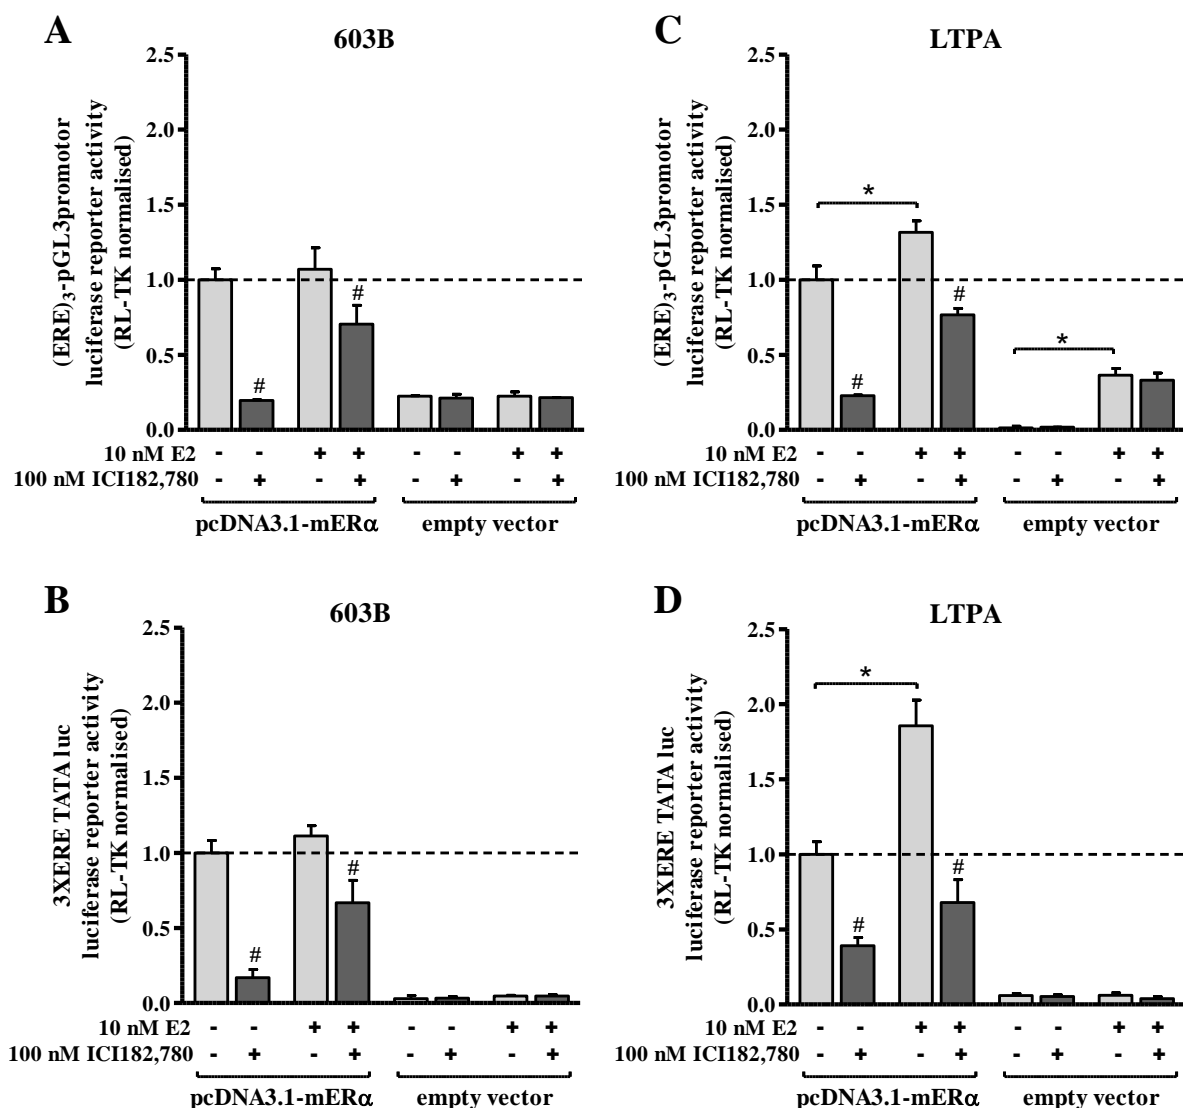 A
603B
(ERE)3-pGL3promotor
luciferase reporter activity
(RL-TK normalised)
2.5
2.0
1.5
1.0
0.5
0.0
#
#
10 nM E2 - - + + - - + +
100 nM ICI182,780 - + - + - + - +
pcDNA3.1-mERα empty vector
C
LTPA
(ERE)3-pGL3promotor
luciferase reporter activity
(RL-TK normalised)
2.5
2.0
1.5
1.0
0.5
0.0
*
#
#
*
10 nM E2 - - + + - - + +
100 nM ICI182,780 - + - + - + - +
pcDNA3.1-mERα empty vector
B
603B
3XERE TATA luc
luciferase reporter activity
(RL-TK normalised)
2.5
2.0
1.5
1.0
0.5
0.0
#
#
10 nM E2 - - + + - - + +
100 nM ICI182,780 - + - + - + - +
pcDNA3.1-mERα empty vector
D
LTPA
3XERE TATA luc
luciferase reporter activity
(RL-TK normalised)
2.5
2.0
1.5
1.0
0.5
0.0
*
#
#
10 nM E2 - - + + - - + +
100 nM ICI182,780 - + - + - + - +
pcDNA3.1-mERα empty vector